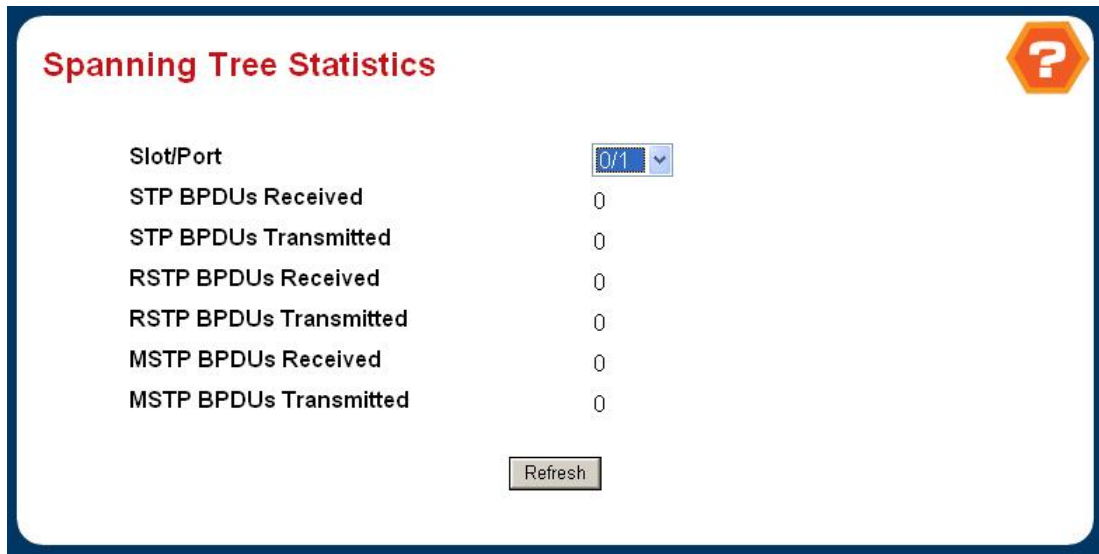 Spanning Tree Statistics
?
Slot/Port 0/1
STP BPDUs Received 0
STP BPDUs Transmitted 0
RSTP BPDUs Received 0
RSTP BPDUs Transmitted 0
MSTP BPDUs Received 0
MSTP BPDUs Transmitted 0
Refresh